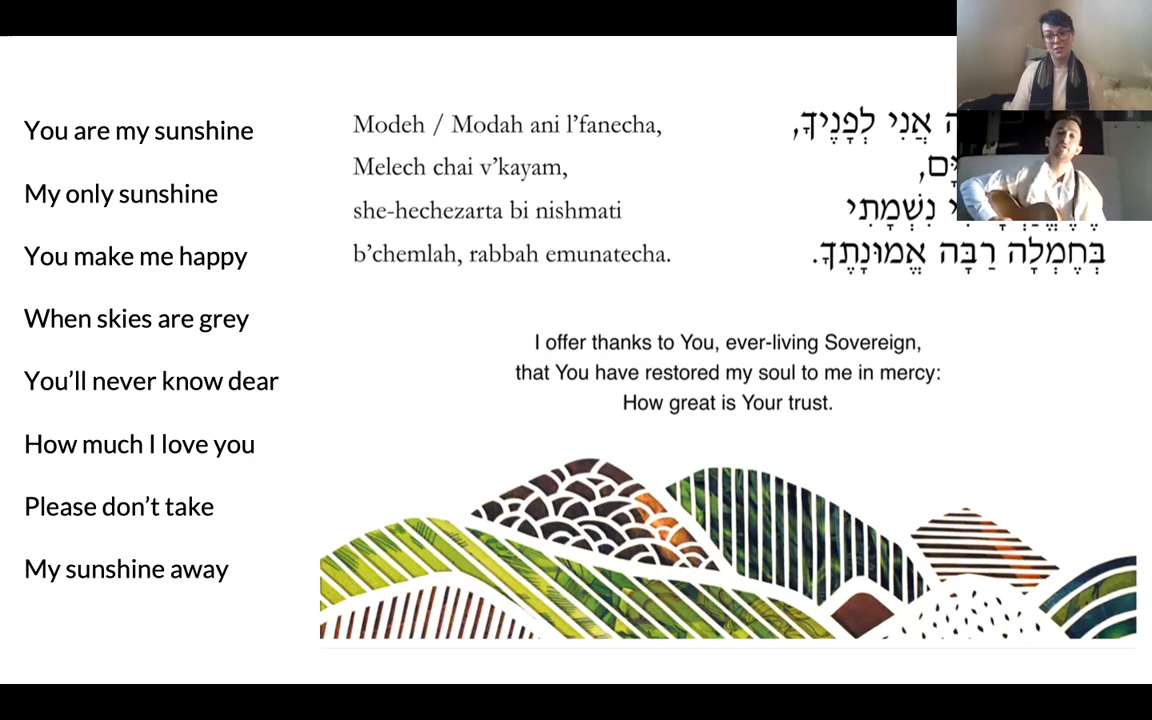 You are my sunshine
My only sunshine
You make me happy
When skies are grey
You’ll never know dear
How much I love you
Please don’t take
My sunshine away
Modeh / Modah ani l’fanecha,
Melech chai v’kayam,
she-hechezarta bi nishmati
b’chemlah, rabbah emunatecha.
אֲנִי לְפָנֶיךָ,
נִשְׁמָתִי
בְּחֶמְלָה רַבָּה אֱמוּנָתֶךָ.
I offer thanks to You, ever-living Sovereign,
that You have restored my soul to me in mercy:
How great is Your trust.